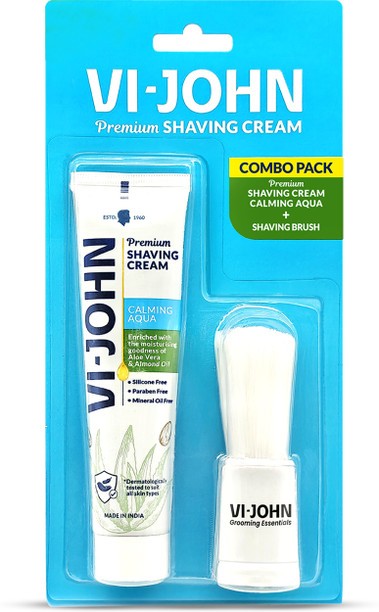 VI-JOHN
Premium SHAVING CREAM
COMBO PACK
Premium
SHAVING CREAM
CALMING AQUA
+
SHAVING BRUSH
ESTD. 1960
VI-JOHN
Premium
SHAVING
CREAM
CALMING
AQUA
Enriched with
the moisturising
goodness of
Aloe Vera
& Almond Oil
• Silicone Free
• Paraben Free
• Mineral Oil Free
*Dermatologically
tested to suit
all skin types
MADE IN INDIA
VI-JOHN
Grooming Essentials